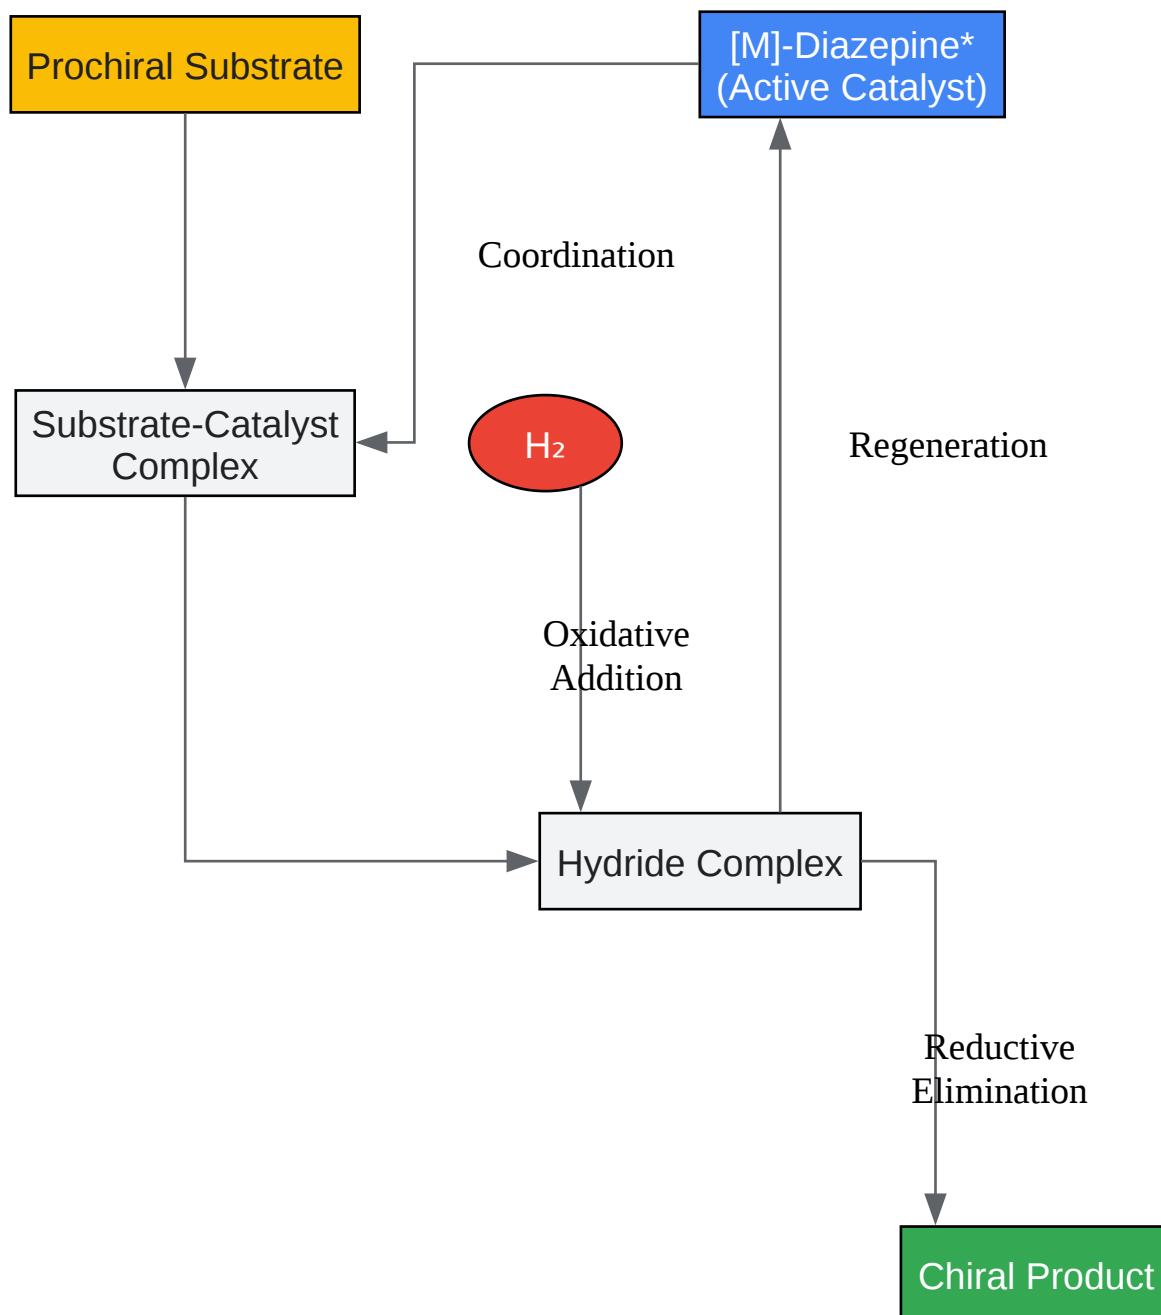 Prochiral Substrate
[M]-Diazepine*
(Active Catalyst)
Coordination
Substrate-Catalyst
Complex
H₂
Regeneration
Oxidative
Addition
Hydride Complex
Reductive
Elimination
Chiral Product